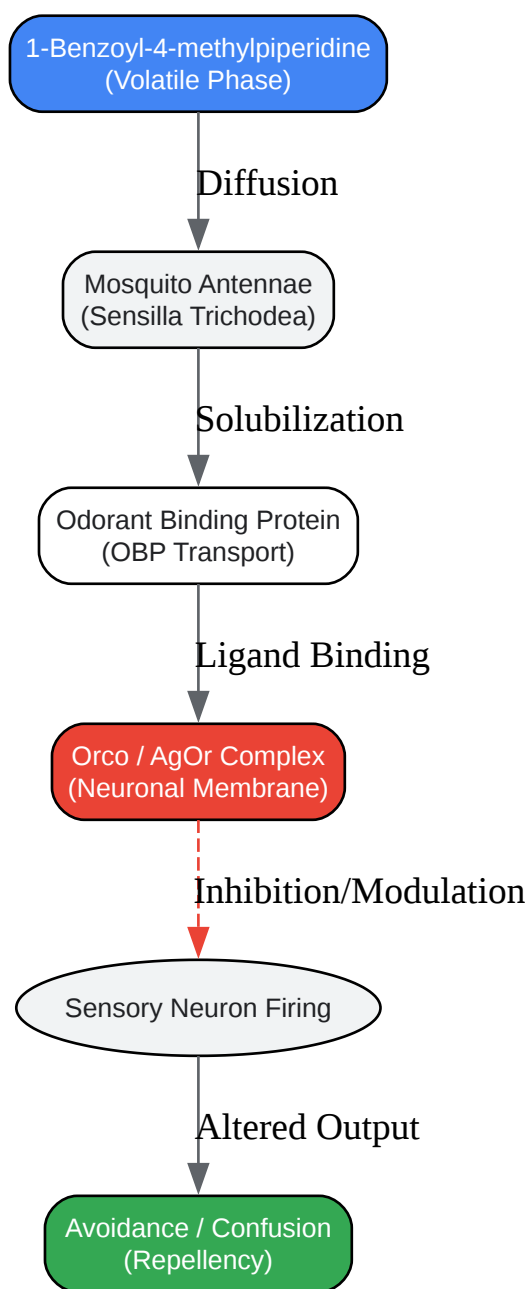 1-Benzoyl-4-methylpiperidine
(Volatile Phase)
Diffusion
Mosquito Antennae
(Sensilla Trichodea)
Solubilization
Odorant Binding Protein
(OBP Transport)
Ligand Binding
Orco / AgOr Complex
(Neuronal Membrane)
Inhibition/Modulation
Sensory Neuron Firing
Altered Output
Avoidance / Confusion
(Repellency)